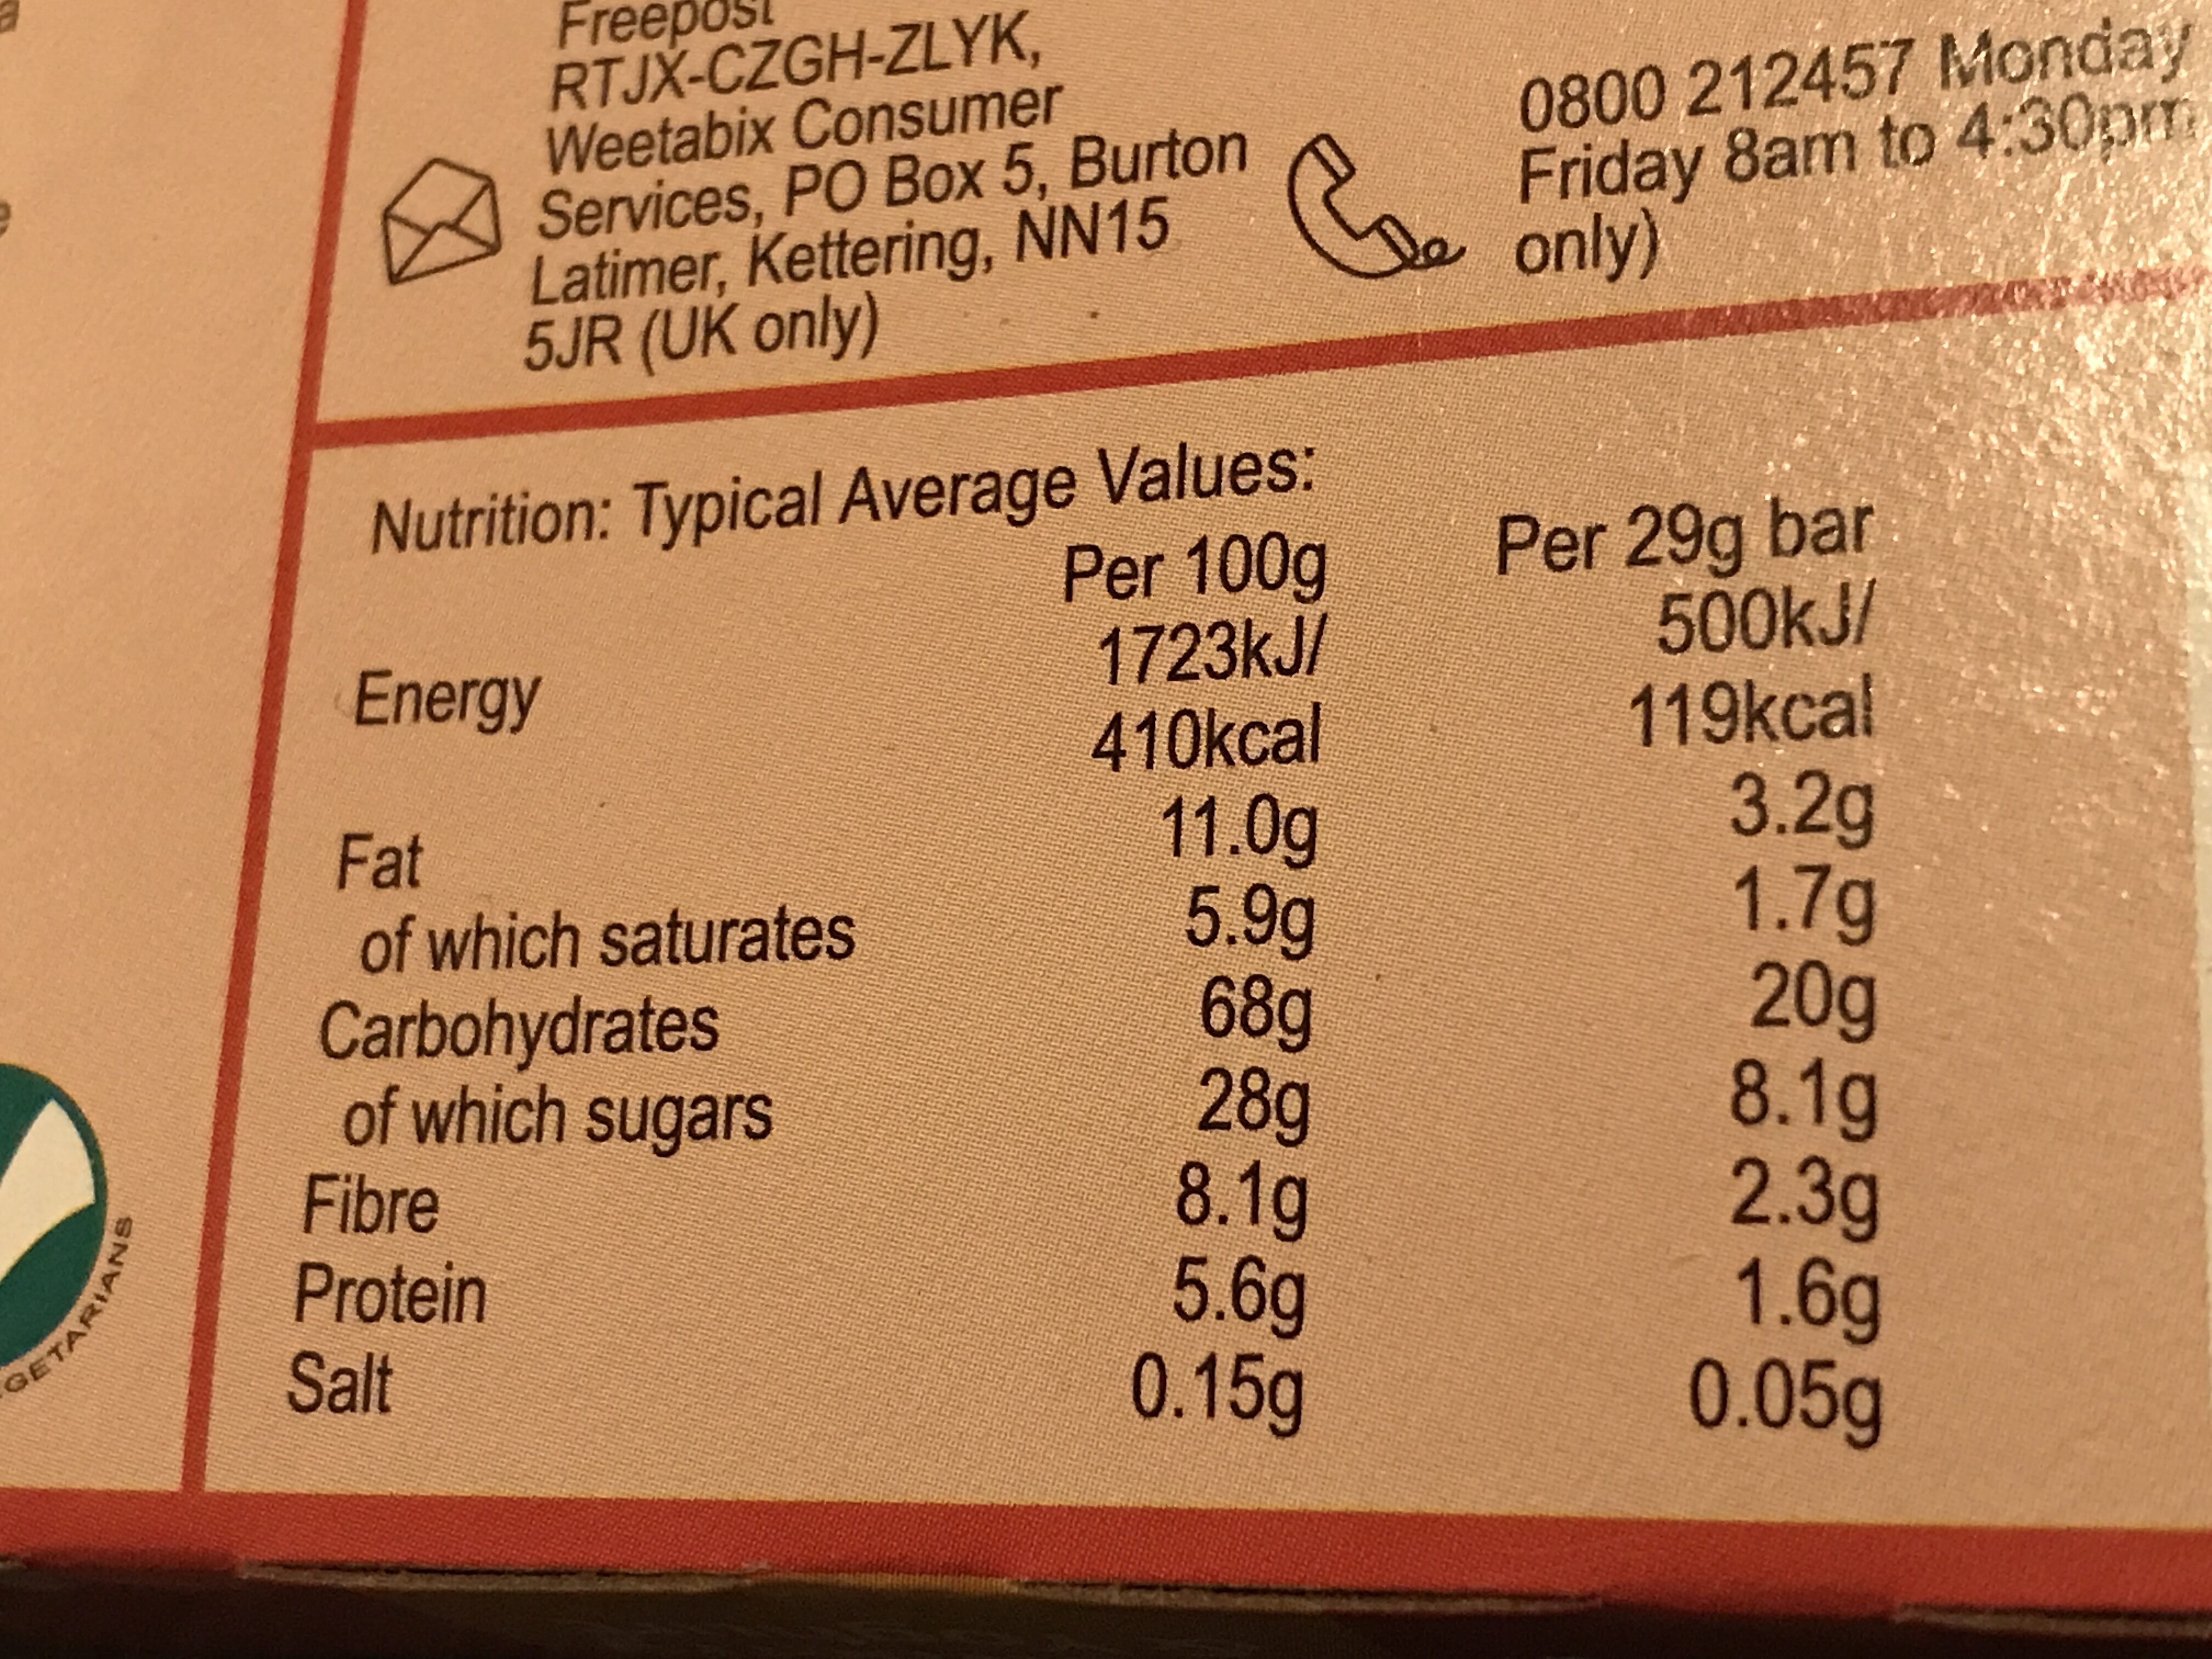 Freepost
RTJX-CZGH-ZLYK,
Weetabix Consumer
Services, PO Box 5, Burton
Latimer, Kettering, NN15
5JR (UK only)
0800 212457 Monday
Friday 8am to 4:30pm
only)
Nutrition: Typical Average Values:
Per 100g Per 29g bar
Energy 1723kJ/ 500kJ/
410kcal 119kcal
Fat 11.0g 3.2g
of which saturates 5.9g 1.7g
Carbohydrates 68g 20g
of which sugars 28g 8.1g
Fibre 8.1g 2.3g
Protein 5.6g 1.6g
Salt 0.15g 0.05g
GETARIANS